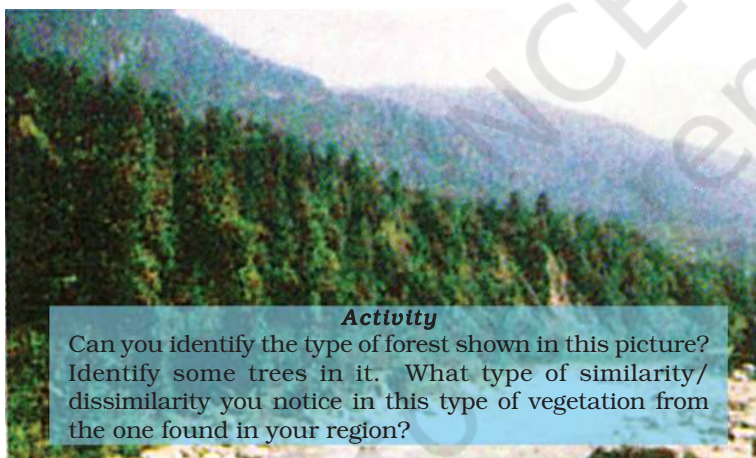 Activity
Can you identify the type of forest shown in this picture?
Identify some trees in it. What type of similarity/
dissimilarity you notice in this type of vegetation from
the one found in your region?